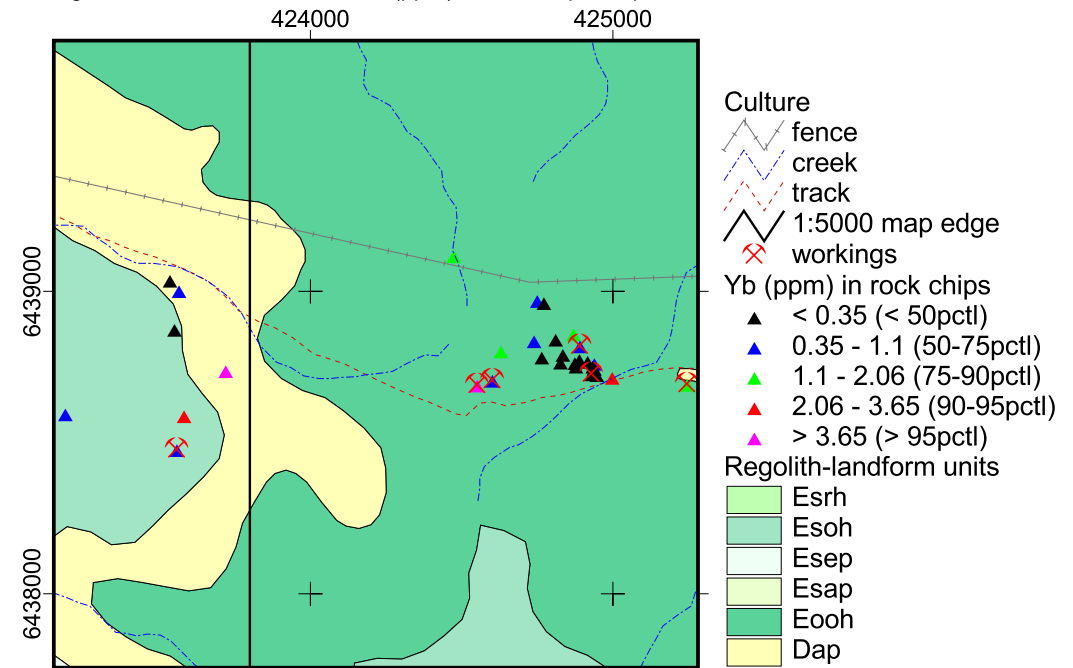 424000 425000
6439000
6438000
Culture
fence
creek
track
1:5000 map edge
workings
Yb (ppm) in rock chips
< 0.35 (< 50pctl)
0.35 - 1.1 (50-75pctl)
1.1 - 2.06 (75-90pctl)
2.06 - 3.65 (90-95pctl)
> 3.65 (> 95pctl)
Regolith-landform units
Esrh
Esoh
Esep
Esap
Eooh
Dap